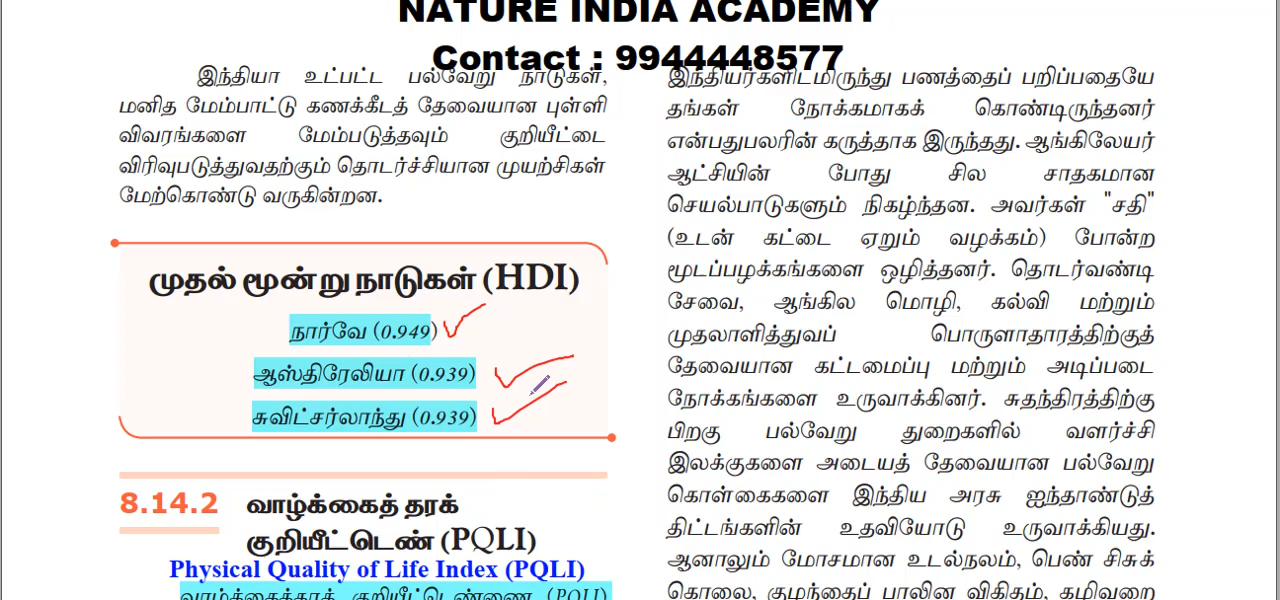 NATURE INDIA ACADEMY
Contact : 9944448577
இந்தியா உட்பட்ட பல்வேறு நாடுகள்,
மனித மேம்பாட்டு கணக்கீடத் தேவையான புள்ளி
விவரங்களை மேம்படுத்தவும் குறியீட்டை
விரிவுபடுத்துவதற்கும் தொடர்ச்சியான முயற்சிகள்
மேற்கொண்டு வருகின்றன.
முதல் மூன்று நாடுகள் (HDI)
நார்வே (0.949)
ஆஸ்திரேலியா (0.939)
சுவிட்சர்லாந்து (0.939)
8.14.2 வாழ்க்கைத் தரக்
குறியீட்டெண் (PQLI)
Physical Quality of Life Index (PQLI)
வாழ்க்கைத்தரக் குறியீட்டெண்ணை (PQLI)
இந்தியர்களிடமிருந்து பணத்தைப் பறிப்பதையே
தங்கள் நோக்கமாகக் கொண்டிருந்தனர்
என்பதுபலரின் கருத்தாக இருந்தது. ஆங்கிலேயர்
ஆட்சியின் போது சில சாதகமான
செயல்பாடுகளும் நிகழ்ந்தன. அவர்கள் "சதி"
(உடன் கட்டை ஏறும் வழக்கம்) போன்ற
மூடப்பழக்கங்களை ஒழித்தனர். தொடர்வண்டி
சேவை, ஆங்கில மொழி, கல்வி மற்றும்
முதலாளித்துவப் பொருளாதாரத்திற்குத்
தேவையான கட்டமைப்பு மற்றும் அடிப்படை
நோக்கங்களை உருவாக்கினர். சுதந்திரத்திற்கு
பிறகு பல்வேறு துறைகளில் வளர்ச்சி
இலக்குகளை அடையத் தேவையான பல்வேறு
கொள்கைகளை இந்திய அரசு ஐந்தாண்டுத்
திட்டங்களின் உதவியோடு உருவாக்கியது.
ஆனாலும் மோசமான உடல்நலம், பெண் சிசுக்
கொலை, குழந்தைப் பாலின விகிதம், கழிவறை